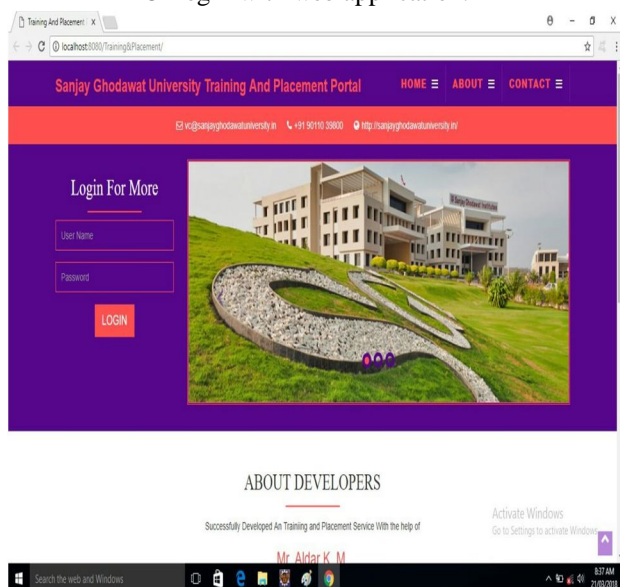 Training And Placement
localhost:8080/Training&Placement/
Sanjay Ghodawat University Training And Placement Portal
HOME
ABOUT
CONTACT
vc@sanjayghodawatuniversity.in +91 90110 39800 http://sanjayghodawatuniversity.in/
Login For More
User Name
Password
LOGIN
ABOUT DEVELOPERS
Successfully Developed An Training and Placement Service With the help of
Mr. Aldar K. M
Activate Windows
Go to Settings to activate Windows.
Search the web and Windows
8:37 AM
21/03/2018